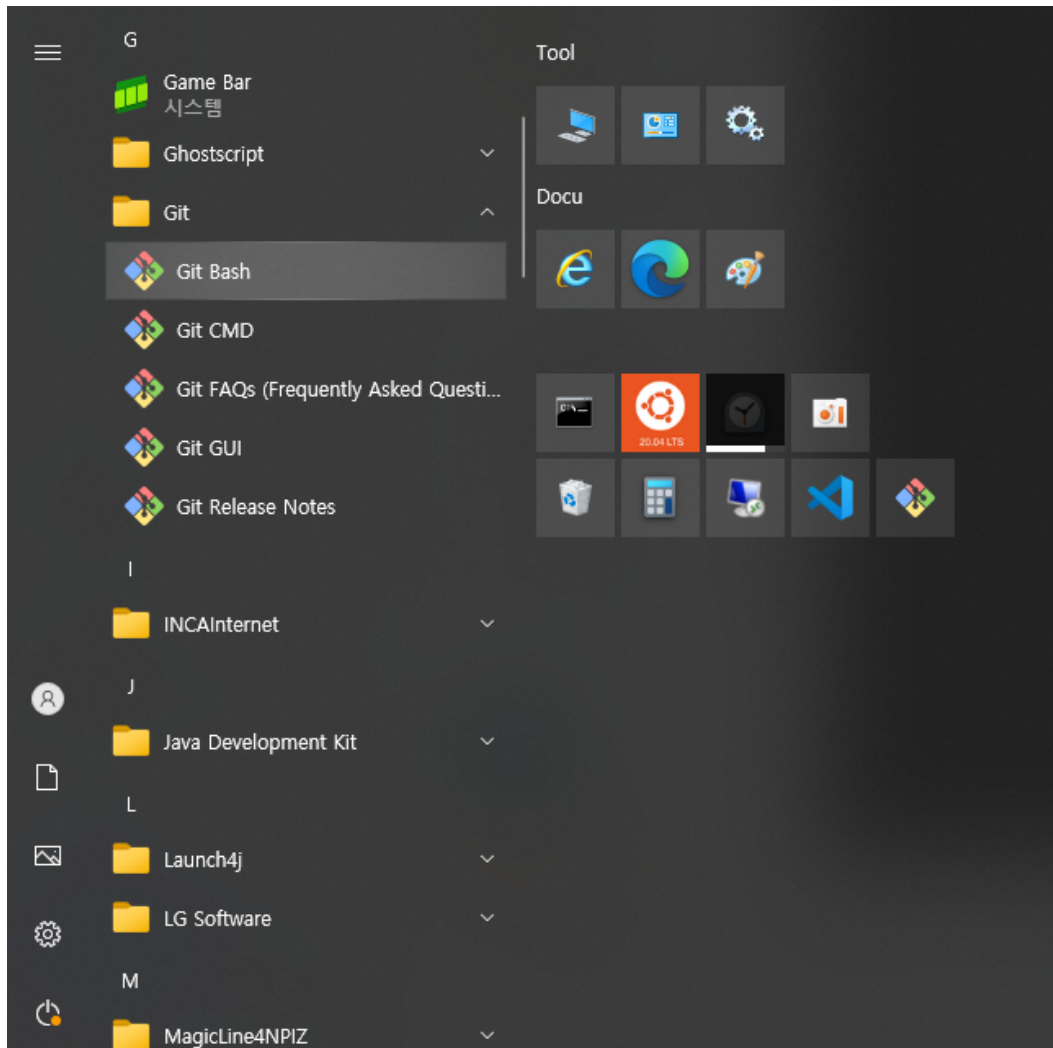 G
Game Bar
시스템
Ghostscript
Git
Git Bash
Git CMD
Git FAQs (Frequently Asked Questi...
Git GUI
Git Release Notes
I
INCAInternet
J
Java Development Kit
L
Launch4j
LG Software
M
MagicLine4NPIZ
Tool
Docu
C:\_
20.04 LTS